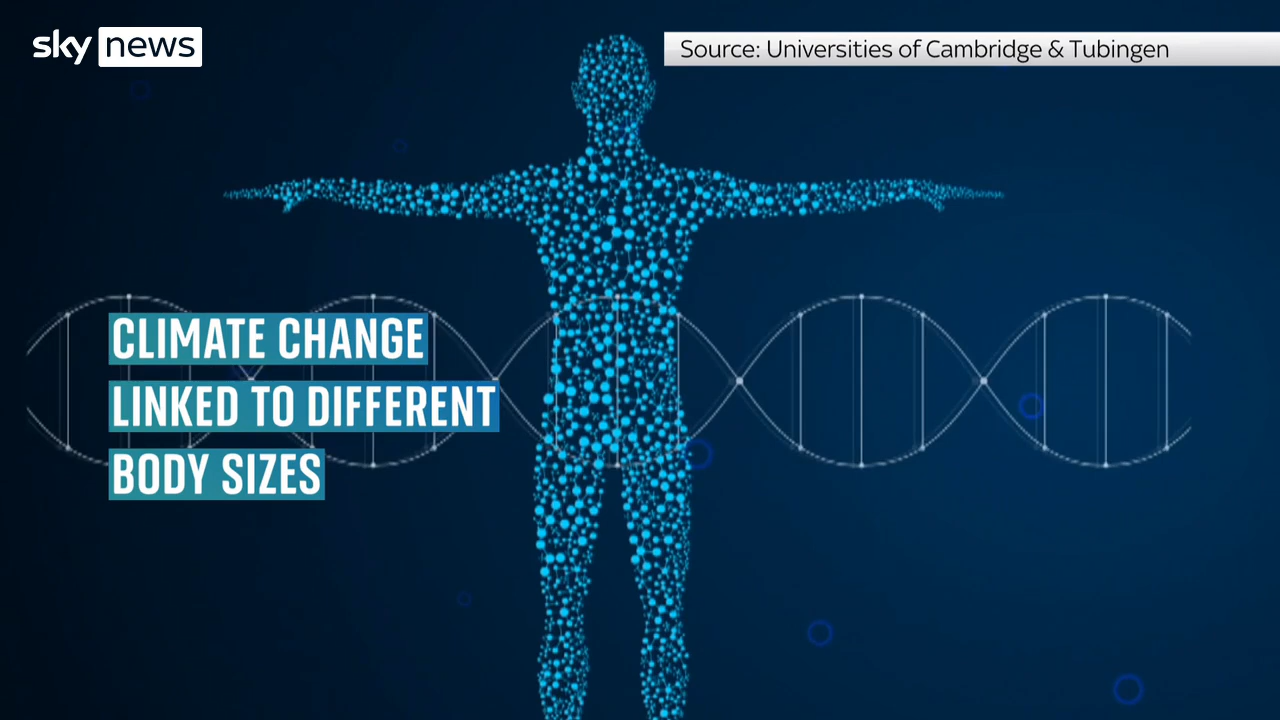 sky news
Source: Universities of Cambridge & Tubingen
CLIMATE CHANGE
LINKED TO DIFFERENT
BODY SIZES